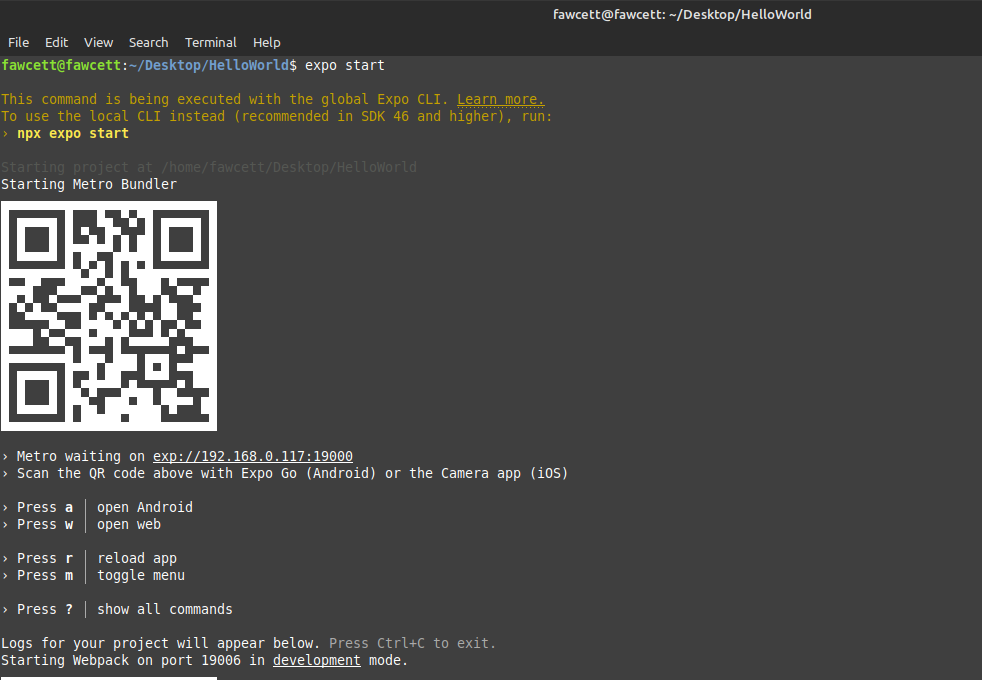 fawcett@fawcett: ~/Desktop/HelloWorld
File Edit View Search Terminal Help
fawcett@fawcett:~/Desktop/HelloWorld$ expo start
This command is being executed with the global Expo CLI. Learn more.
To use the local CLI instead (recommended in SDK 46 and higher), run:
› npx expo start
Starting project at /home/fawcett/Desktop/HelloWorld
Starting Metro Bundler
› Metro waiting on exp://192.168.0.117:19000
› Scan the QR code above with Expo Go (Android) or the Camera app (iOS)
› Press a │ open Android
› Press w │ open web
› Press r │ reload app
› Press m │ toggle menu
› Press ? │ show all commands
Logs for your project will appear below. Press Ctrl+C to exit.
Starting Webpack on port 19006 in development mode.